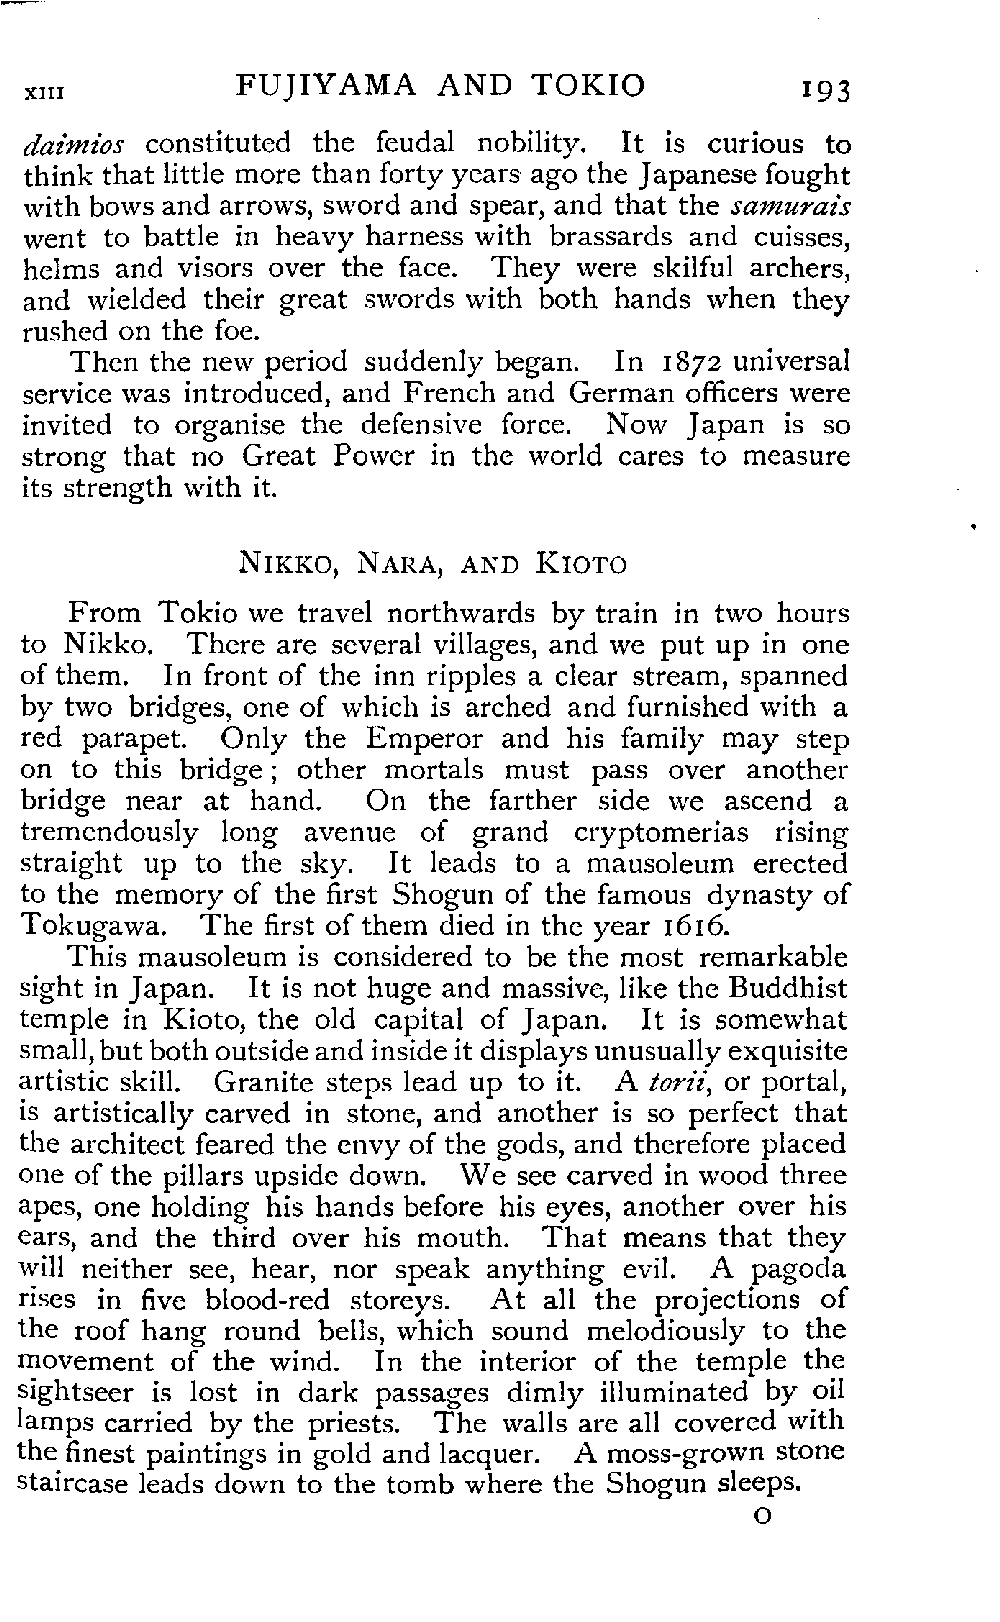 XIII FUJIYAMA AND TOKIO 193
daimios constituted the feudal nobility. It is curious to
think that little more than forty years ago the Japanese fought
with bows and arrows, sword and spear, and that the samurais
went to battle in heavy harness with brassards and cuisses,
helms and visors over the face. They were skilful archers,
and wielded their great swords with both hands when they
rushed on the foe.
Then the new period suddenly began. In 1872 universal
service was introduced, and French and German officers were
invited to organise the defensive force. Now Japan is so
strong that no Great Power in the world cares to measure
its strength with it.
NIKKO, NARA, AND KIOTO
From Tokio we travel northwards by train in two hours
to Nikko. There are several villages, and we put up in one
of them. In front of the inn ripples a clear stream, spanned
by two bridges, one of which is arched and furnished with a
red parapet. Only the Emperor and his family may step
on to this bridge; other mortals must pass over another
bridge near at hand. On the farther side we ascend a
tremendously long avenue of grand cryptomerias rising
straight up to the sky. It leads to a mausoleum erected
to the memory of the first Shogun of the famous dynasty of
Tokugawa. The first of them died in the year 1616.
This mausoleum is considered to be the most remarkable
sight in Japan. It is not huge and massive, like the Buddhist
temple in Kioto, the old capital of Japan. It is somewhat
small, but both outside and inside it displays unusually exquisite
artistic skill. Granite steps lead up to it. A torii, or portal,
is artistically carved in stone, and another is so perfect that
the architect feared the envy of the gods, and therefore placed
one of the pillars upside down. We see carved in wood three
apes, one holding his hands before his eyes, another over his
ears, and the third over his mouth. That means that they
will neither see, hear, nor speak anything evil. A pagoda
rises in five blood-red storeys. At all the projections of
the roof hang round bells, which sound melodiously to the
movement of the wind. In the interior of the temple the
sightseer is lost in dark passages dimly illuminated by oil
lamps carried by the priests. The walls are all covered with
the finest paintings in gold and lacquer. A moss-grown stone
staircase leads down to the tomb where the Shogun sleeps.
O